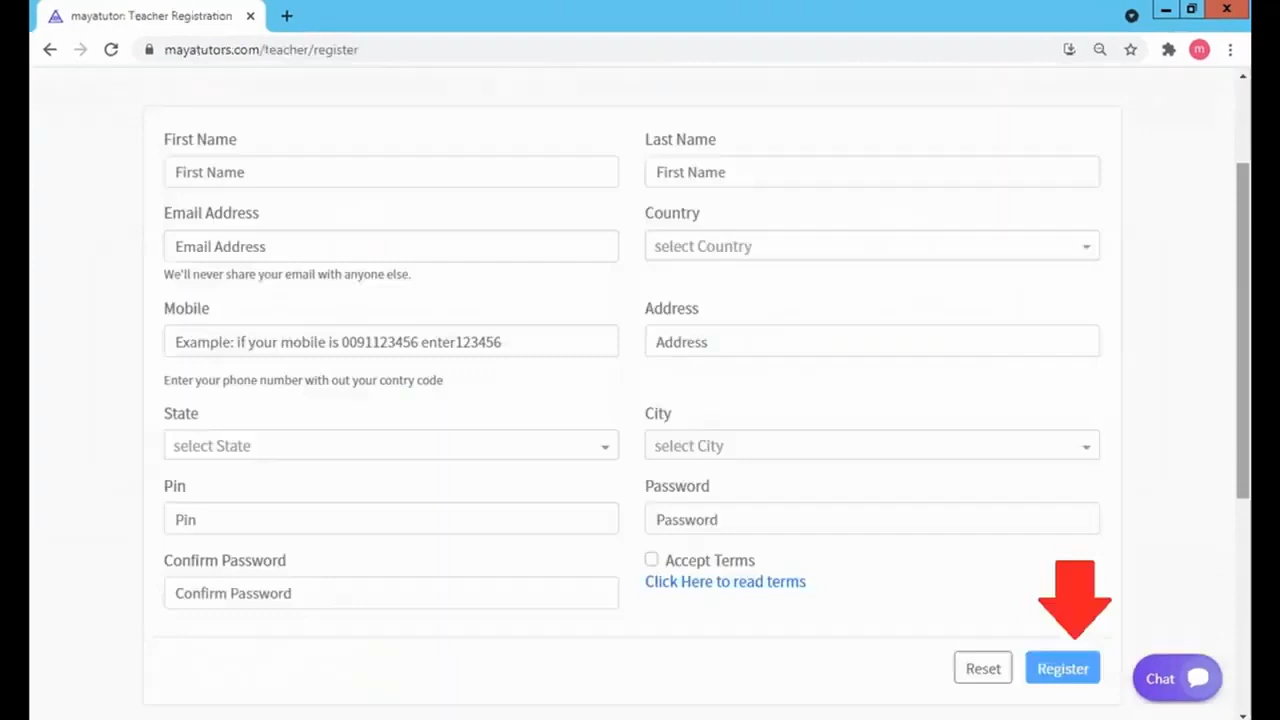 mayatutor: Teacher Registration
mayatutors.com/teacher/register
m
First Name
Last Name
First Name
First Name
Email Address
Country
Email Address
select Country
We'll never share your email with anyone else.
Mobile
Address
Example: if your mobile is 0091123456 enter123456
Address
Enter your phone number with out your contry code
State
City
select State
select City
Pin
Password
Pin
Password
Confirm Password
Accept Terms
Click Here to read terms
Confirm Password
Reset
Register
Chat